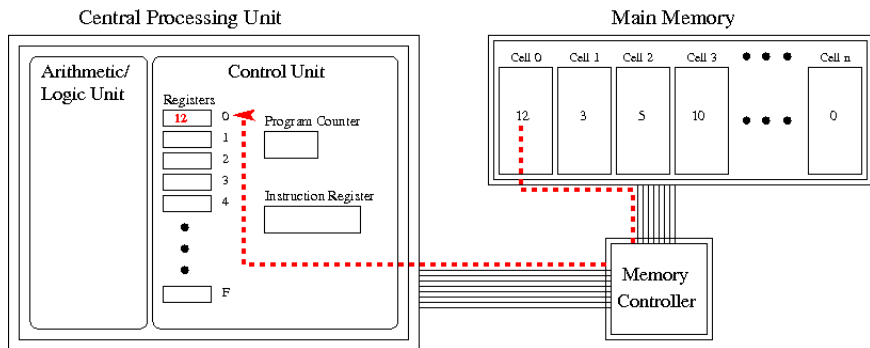 Central Processing Unit
Main Memory
Arithmetic/
Logic Unit
Control Unit
Registers
12
0
1
2
3
4
F
Program Counter
Instruction Register
Cell 0
Cell 1
Cell 2
Cell 3
Cell n
12
3
5
10
0
Memory
Controller